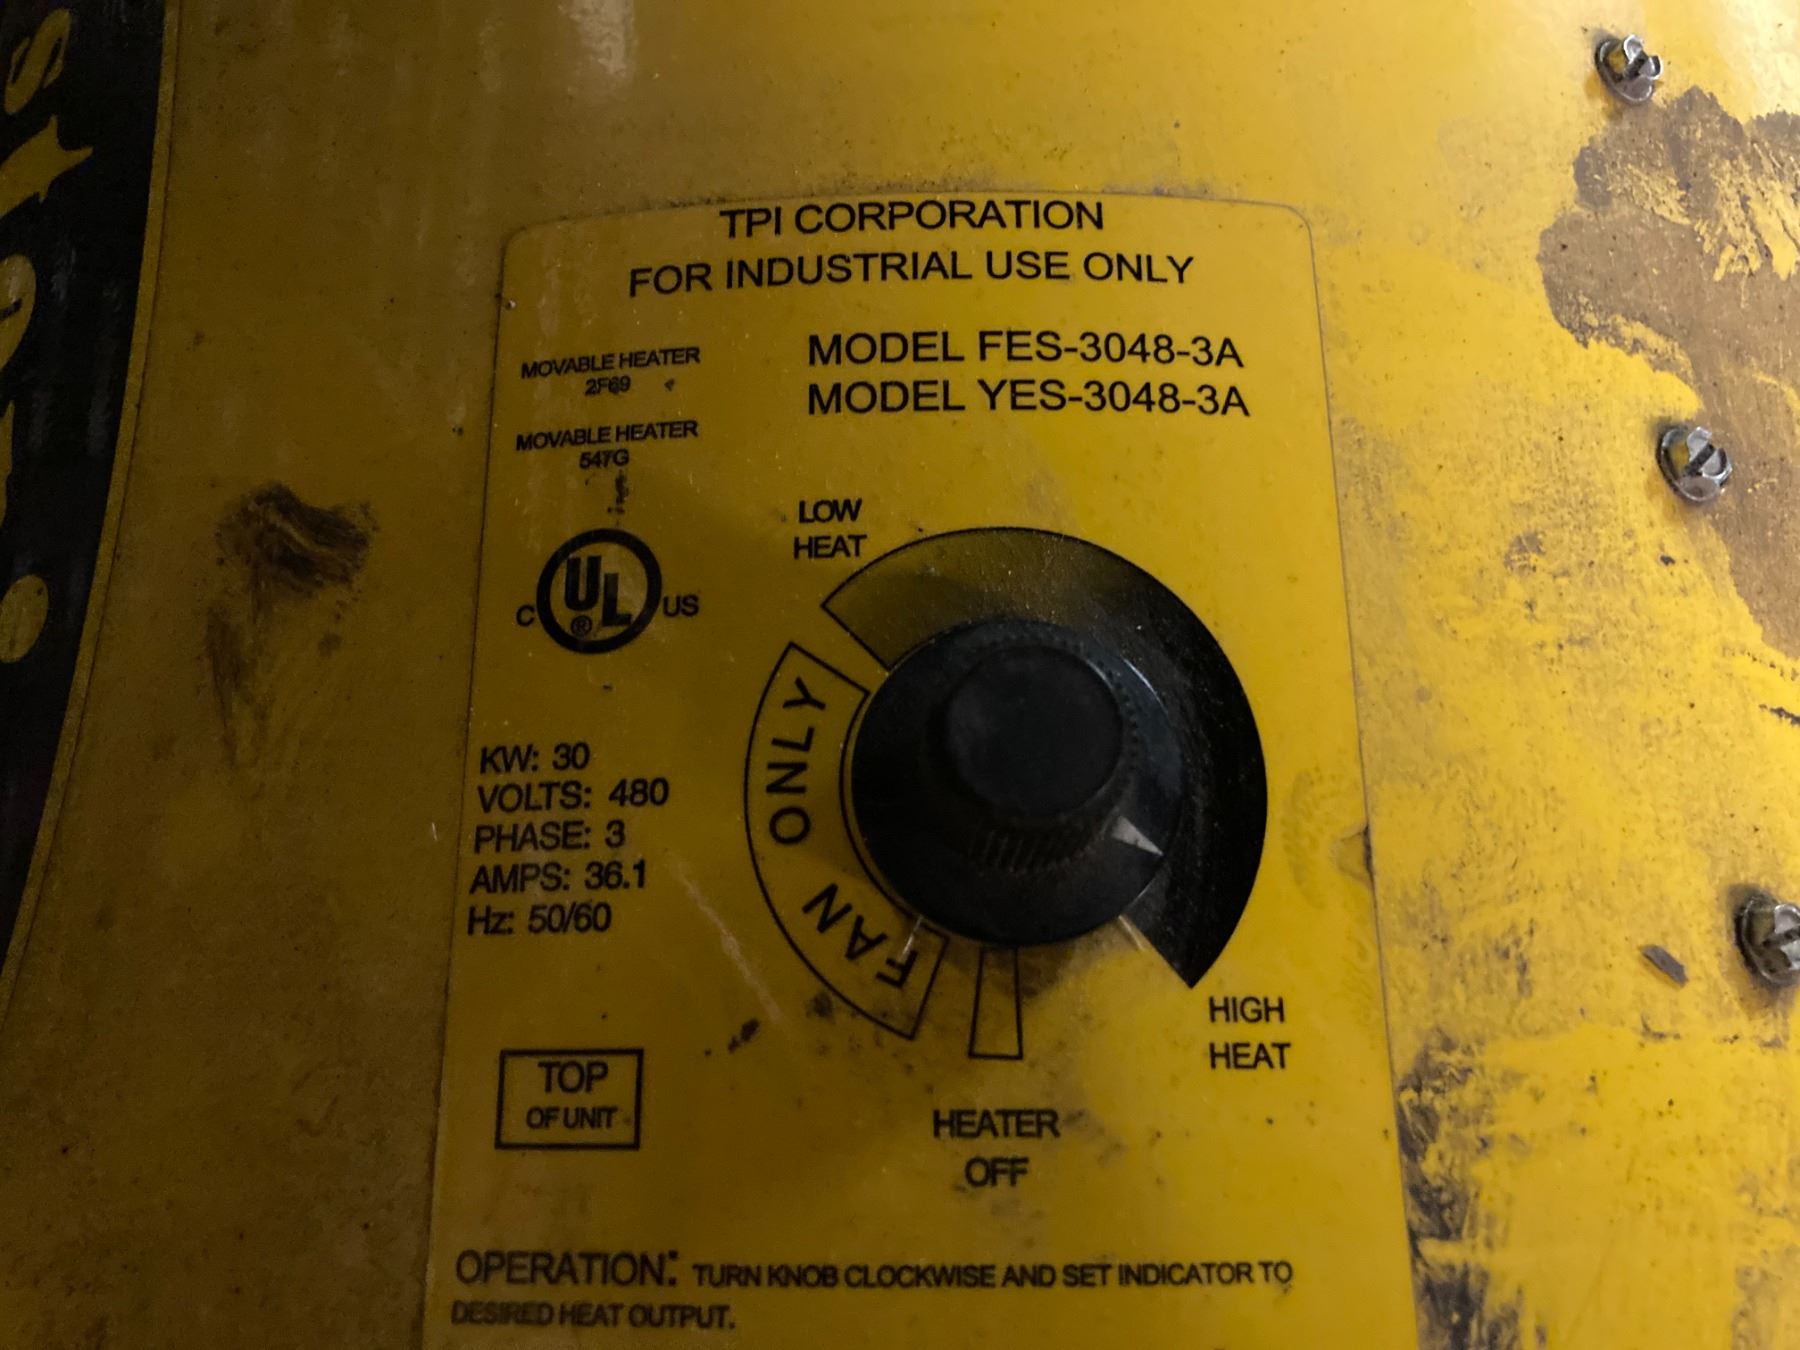 TPI CORPORATION
FOR INDUSTRIAL USE ONLY
MOVABLE HEATER
2F69
MOVABLE HEATER
547G
MODEL FES-3048-3A
MODEL YES-3048-3A
LOW
HEAT
C UL ® US
FAN ONLY
KW: 30
VOLTS: 480
PHASE: 3
AMPS: 36.1
Hz: 50/60
HIGH
HEAT
TOP
OF UNIT
HEATER
OFF
OPERATION: TURN KNOB CLOCKWISE AND SET INDICATOR TO
DESIRED HEAT OUTPUT.